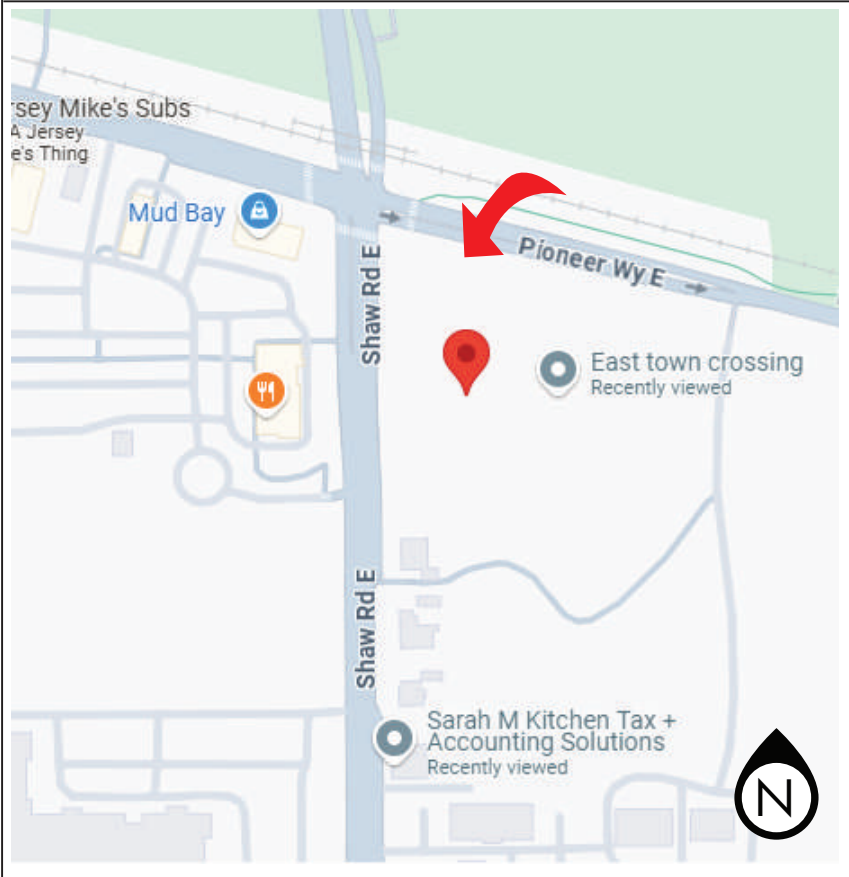 rsey Mike's Subs
A Jersey
e's Thing
Mud Bay
Shaw Rd E
Pioneer Wy E
East town crossing
Recently viewed
Shaw Rd E
Sarah M Kitchen Tax +
Accounting Solutions
Recently viewed
N